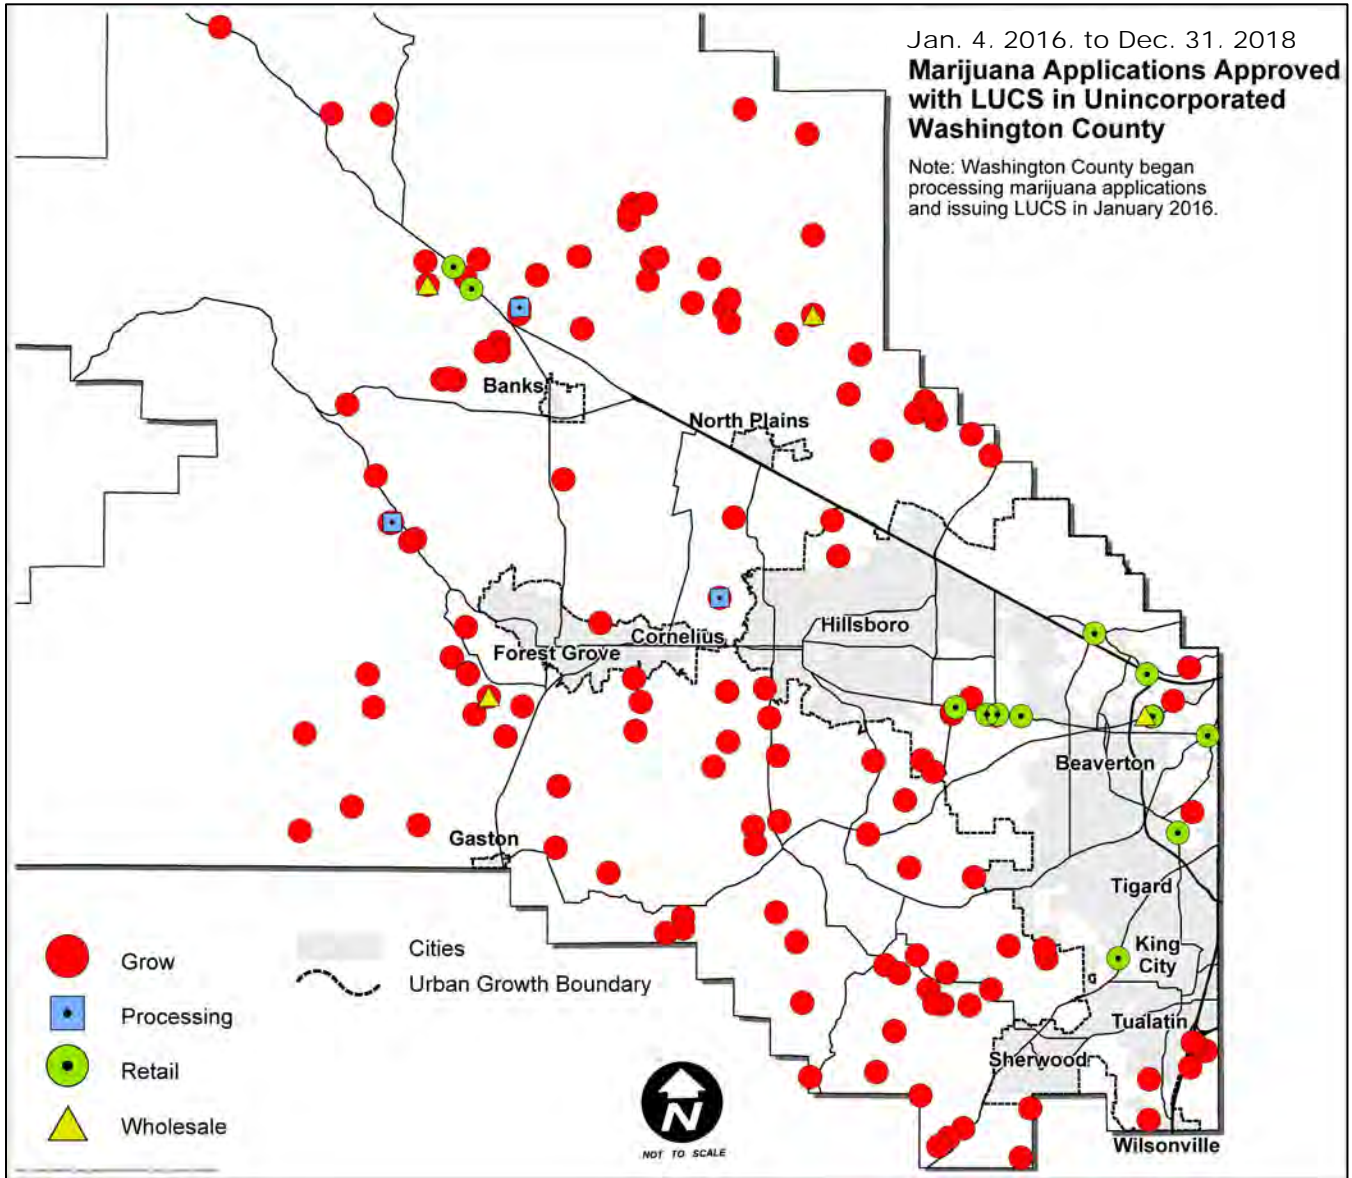 Jan. 4, 2016, to Dec. 31, 2018
Marijuana Applications Approved
with LUCS in Unincorporated
Washington County
Note: Washington County began
processing marijuana applications
and issuing LUCS in January 2016.
Banks
North Plains
Hillsboro
Cornelius
Forest Grove
Beaverton
Gaston
Tigard
King
City
Tualatin
Sherwood
Wilsonville
Grow
Processing
Retail
Wholesale
Cities
Urban Growth Boundary
N
NOT TO SCALE